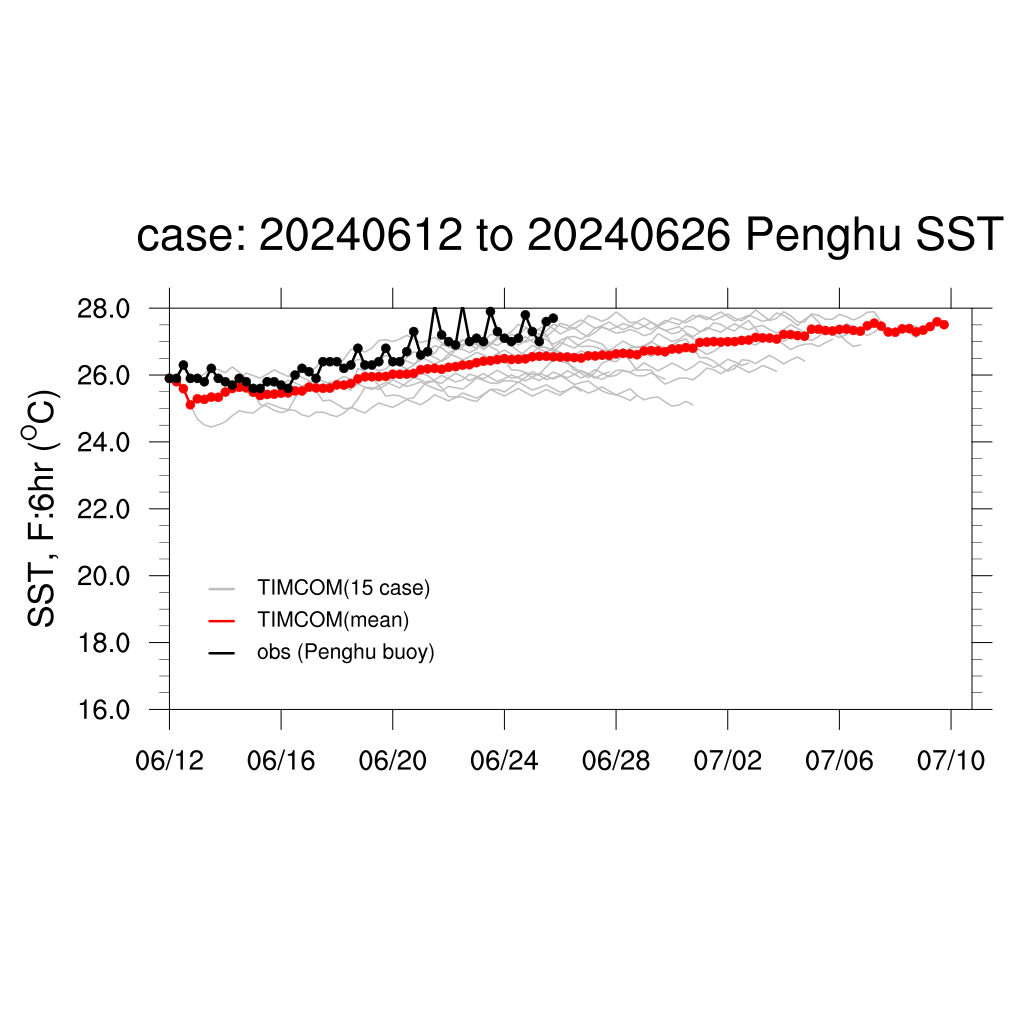 case: 20240612 to 20240626 Penghu SST
SST, F:6hr (°C)
28.0
26.0
24.0
22.0
20.0
18.0
16.0
TIMCOM(15 case)
TIMCOM(mean)
obs (Penghu buoy)
06/12 06/16 06/20 06/24 06/28 07/02 07/06 07/10